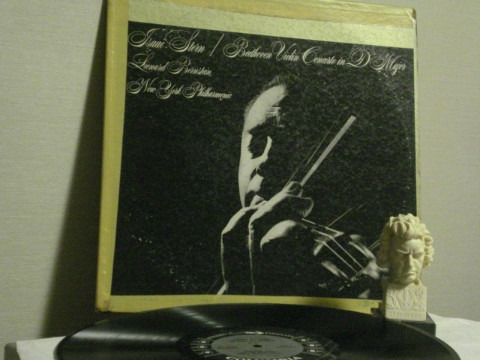 Isaac Stern / Beethoven Violin Concerto in D Major
Leonard Bernstein,
New York Philharmonic